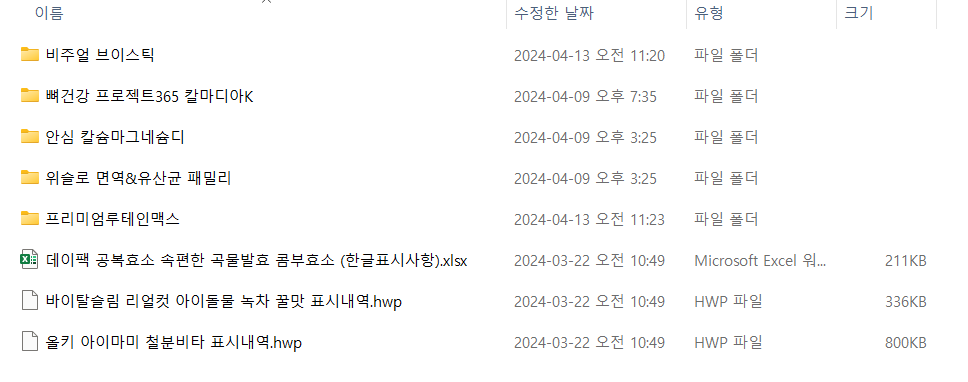 이름 수정한 날짜 유형 크기
비주얼 브이스틱 2024-04-13 오전 11:20 파일 폴더
뼈건강 프로젝트365 칼마디아K 2024-04-09 오후 7:35 파일 폴더
안심 칼슘마그네슘디 2024-04-09 오후 3:25 파일 폴더
위슬로 면역&유산균 패밀리 2024-04-09 오후 3:25 파일 폴더
프리미엄루테인맥스 2024-04-13 오전 11:23 파일 폴더
데이팩 공복효소 속편한 곡물발효 콤부효소 (한글표시사항).xlsx 2024-03-22 오전 10:49 Microsoft Excel 워... 211KB
바이탈슬림 리얼컷 아이돌물 녹차 꿀맛 표시내역.hwp 2024-03-22 오전 10:49 HWP 파일 336KB
올키 아이마미 철분비타 표시내역.hwp 2024-03-22 오전 10:49 HWP 파일 800KB